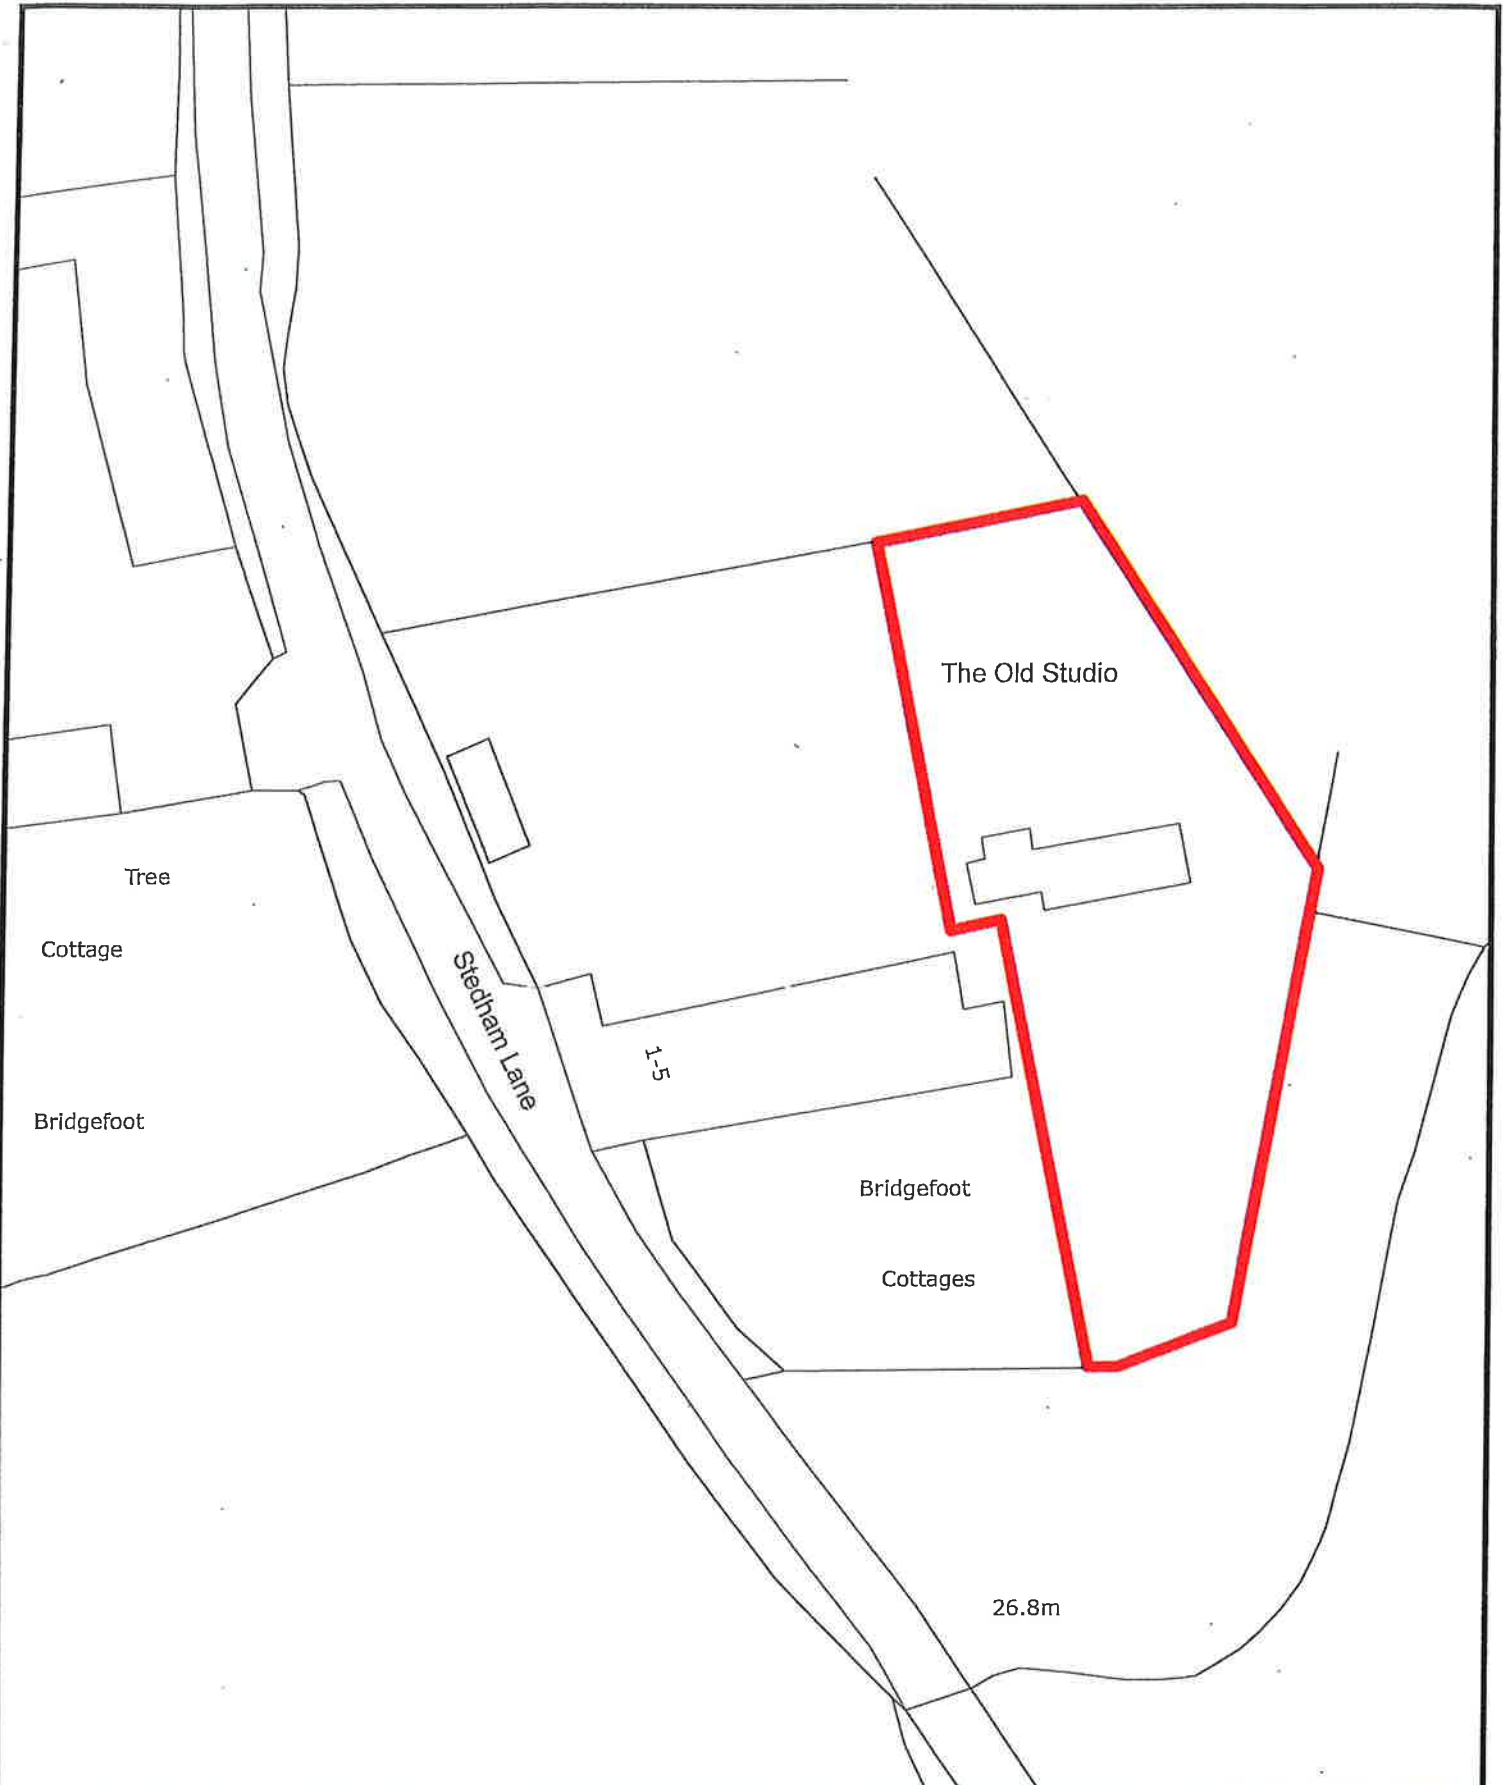 The Old Studio
Tree
Cottage
Stedham Lane
1-5
Bridgefoot
Bridgefoot
Cottages
26.8m